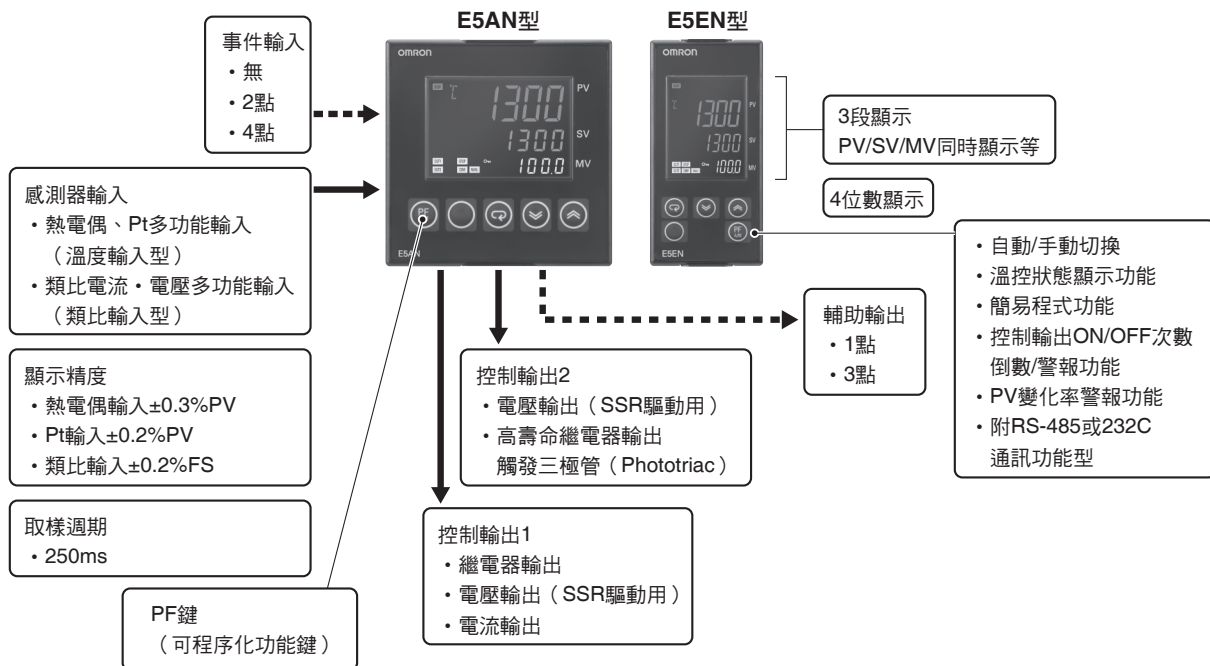 E5AN型
E5EN型
事件輸入
・無
・2點
・4點
感測器輸入
・熱電偶、Pt多功能輸入
（溫度輸入型）
・類比電流・電壓多功能輸入
（類比輸入型）
顯示精度
・熱電偶輸入±0.3%PV
・Pt輸入±0.2%PV
・類比輸入±0.2%FS
取樣週期
・250ms
PF鍵
（可程序化功能鍵）
OMRON
℃
1300
PV
1300
SV
100.0
MV
PF
E5AN
OMRON
℃
1300
PV
1300
SV
100.0
MV
PF
E5EN
3段顯示
PV/SV/MV同時顯示等
4位數顯示
・自動/手動切換
・溫控狀態顯示功能
・簡易程式功能
・控制輸出ON/OFF次數
倒數/警報功能
・PV變化率警報功能
・附RS-485或232C
通訊功能型
輔助輸出
・1點
・3點
控制輸出2
・電壓輸出（SSR驅動用）
・高壽命繼電器輸出
觸發三極管（Phototriac）
控制輸出1
・繼電器輸出
・電壓輸出（SSR驅動用）
・電流輸出